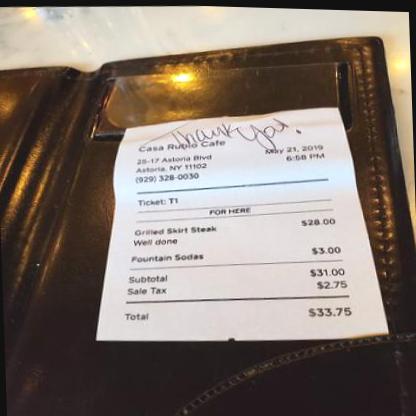 Thank You!
Casa Rubio Cafe May 21, 2019
25-17 Astoria Blvd 6:58 PM
Astoria, NY 11102
(929) 328-0030
Ticket: T1
FOR HERE
Grilled Skirt Steak $28.00
Well done
Fountain Sodas $3.00
Subtotal $31.00
Sale Tax $2.75
Total $33.75